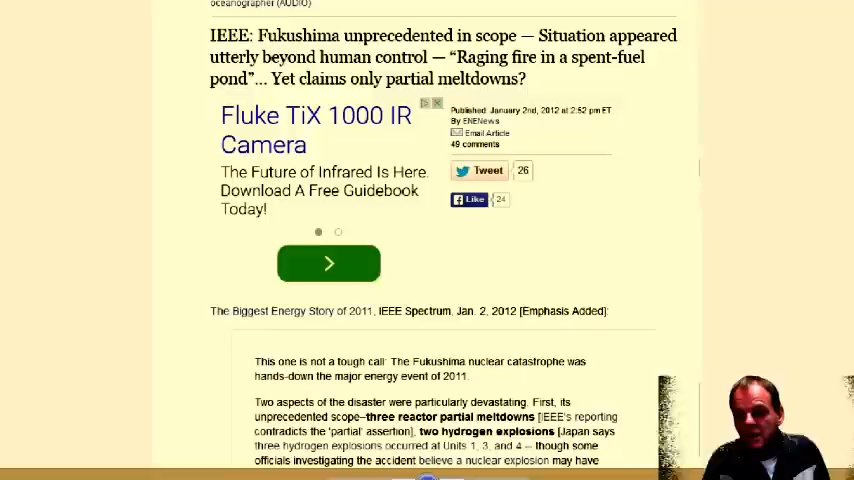 oceanographer (AUDIO)
IEEE: Fukushima unprecedented in scope — Situation appeared
utterly beyond human control — “Raging fire in a spent-fuel
pond”... Yet claims only partial meltdowns?
Fluke TiX 1000 IR
Camera
The Future of Infrared Is Here.
Download A Free Guidebook
Today!
Published: January 2nd, 2012 at 2:52 pm ET
By ENENews
Email Article
49 comments
Tweet 26
Like 24
The Biggest Energy Story of 2011, IEEE Spectrum, Jan. 2, 2012 [Emphasis Added]:
This one is not a tough call: The Fukushima nuclear catastrophe was
hands-down the major energy event of 2011.
Two aspects of the disaster were particularly devastating. First, its
unprecedented scope–three reactor partial meltdowns [IEEE's reporting
contradicts the 'partial' assertion], two hydrogen explosions [Japan says
three hydrogen explosions occurred at Units 1, 3, and 4 -- though some
officials investigating the accident believe a nuclear explosion may have